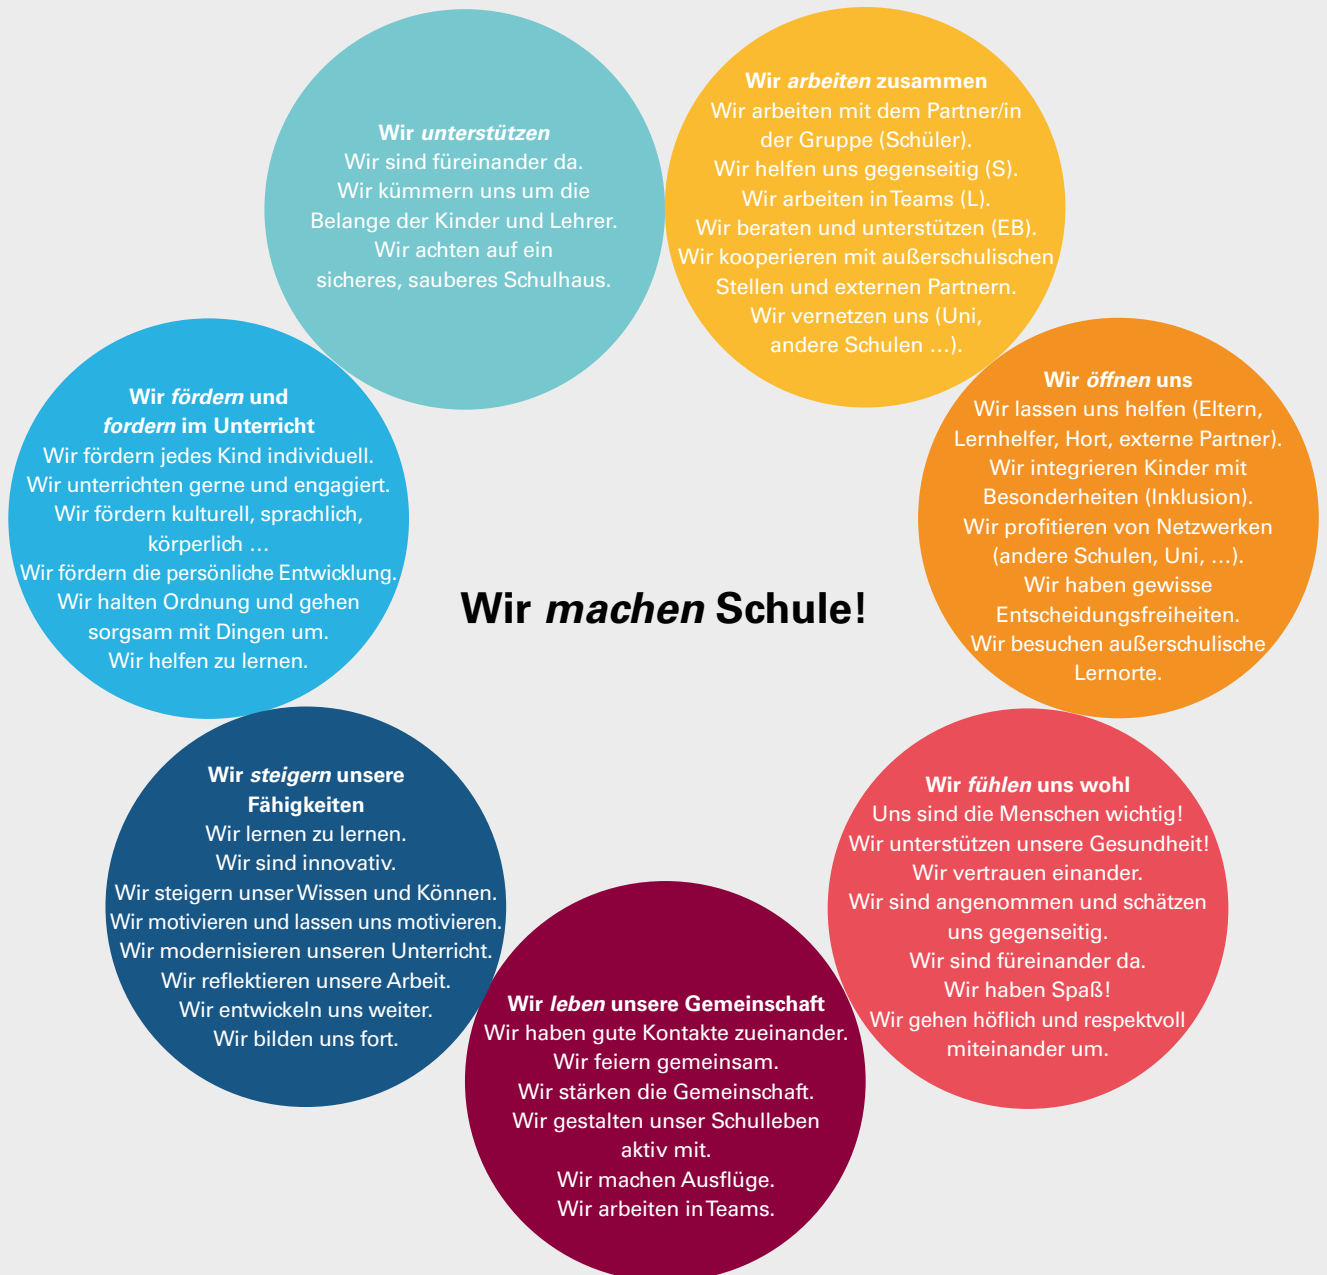 Wir unterstützen
Wir sind füreinander da.
Wir kümmern uns um die
Belange der Kinder und Lehrer.
Wir achten auf ein
sicheres, sauberes Schulhaus.
Wir arbeiten zusammen
Wir arbeiten mit dem Partner/in
der Gruppe (Schüler).
Wir helfen uns gegenseitig (S).
Wir arbeiten in Teams (L).
Wir beraten und unterstützen (EB).
Wir kooperieren mit außerschulischen
Stellen und externen Partnern.
Wir vernetzen uns (Uni,
andere Schulen …).
Wir öffnen uns
Wir lassen uns helfen (Eltern,
Lernhelfer, Hort, externe Partner).
Wir integrieren Kinder mit
Besonderheiten (Inklusion).
Wir profitieren von Netzwerken
(andere Schulen, Uni, …).
Wir haben gewisse
Entscheidungsfreiheiten.
Wir besuchen außerschulische
Lernorte.
Wir fördern und
fordern im Unterricht
Wir fördern jedes Kind individuell.
Wir unterrichten gerne und engagiert.
Wir fördern kulturell, sprachlich,
körperlich …
Wir fördern die persönliche Entwicklung.
Wir halten Ordnung und gehen
sorgsam mit Dingen um.
Wir helfen zu lernen.
Wir machen Schule!
Wir steigern unsere
Fähigkeiten
Wir lernen zu lernen.
Wir sind innovativ.
Wir steigern unser Wissen und Können.
Wir motivieren und lassen uns motivieren.
Wir modernisieren unseren Unterricht.
Wir reflektieren unsere Arbeit.
Wir entwickeln uns weiter.
Wir bilden uns fort.
Wir fühlen uns wohl
Uns sind die Menschen wichtig!
Wir unterstützen unsere Gesundheit!
Wir vertrauen einander.
Wir sind angenommen und schätzen
uns gegenseitig.
Wir sind füreinander da.
Wir haben Spaß!
Wir gehen höflich und respektvoll
miteinander um.
Wir leben unsere Gemeinschaft
Wir haben gute Kontakte zueinander.
Wir feiern gemeinsam.
Wir stärken die Gemeinschaft.
Wir gestalten unser Schulleben
aktiv mit.
Wir machen Ausflüge.
Wir arbeiten in Teams.